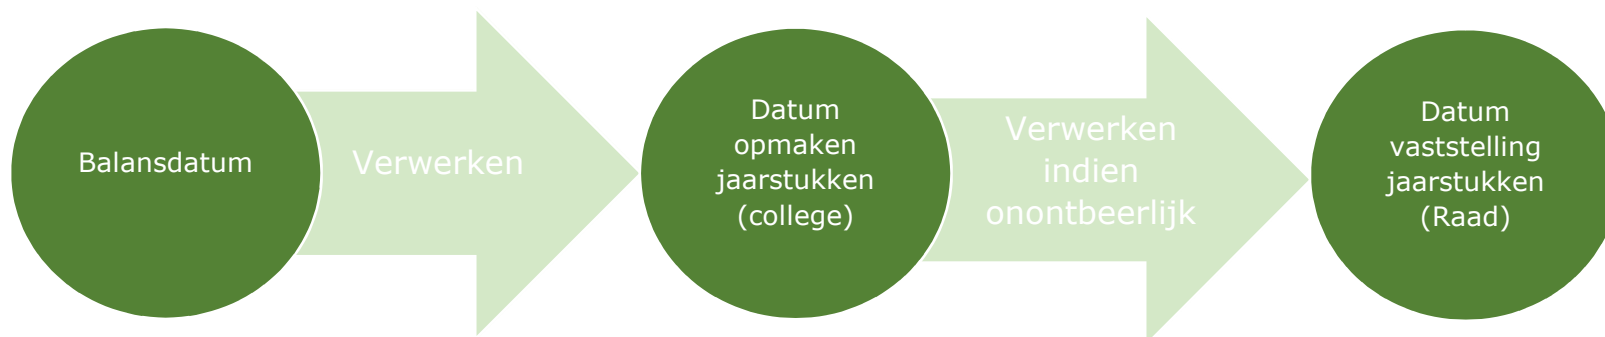 Balansdatum
Verwerken
Datum
opmaken
jaarstukken
(college)
Verwerken
indien
onontbeerlijk
Datum
vaststelling
jaarstukken
(Raad)